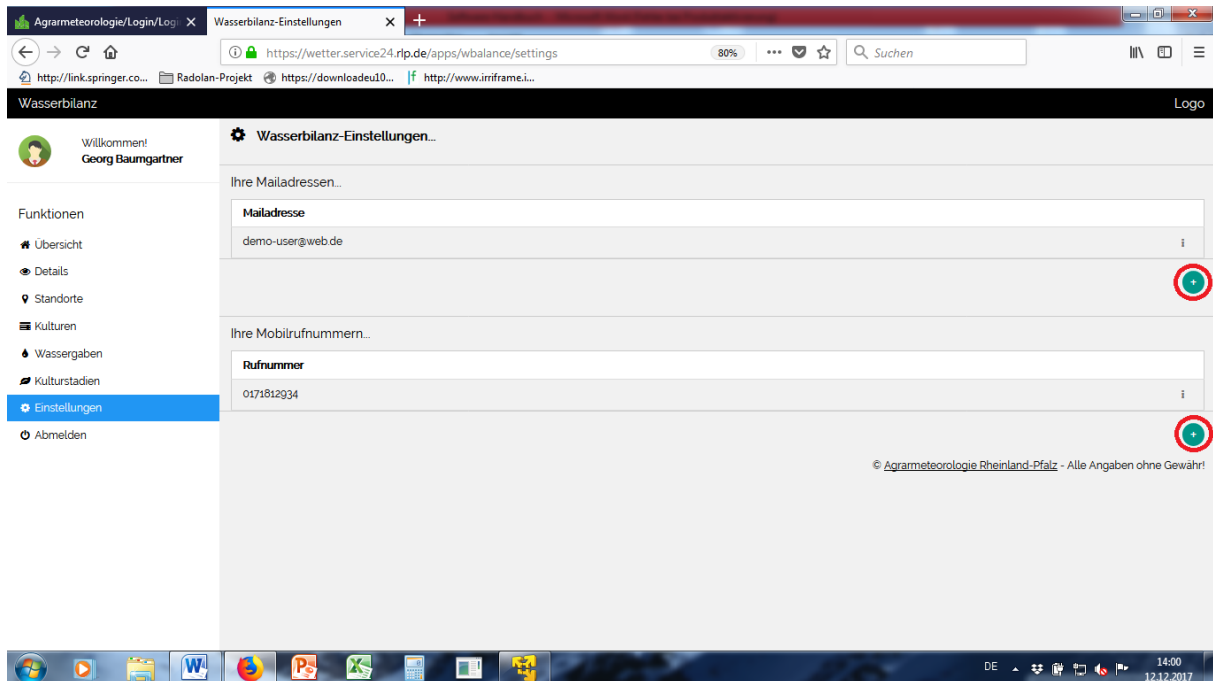 Agrarmeteorologie/Login/Logi
Wasserbilanz-Einstellungen
https://wetter.service24.rlp.de/apps/wbalance/settings
80%
Suchen
http://link.springer.co...
Radolan-Projekt
https://downloadeu10...
http://www.irriframe.i...
Wasserbilanz
Logo
Willkommen!
Georg Baumgartner
Wasserbilanz-Einstellungen...
Ihre Mailadressen...
Mailadresse
demo-user@web.de
Funktionen
Übersicht
Details
Standorte
Kulturen
Wassergaben
Kulturstadien
Einstellungen
Abmelden
Ihre Mobilrufnummern...
Rufnummer
0171812934
© Agrarmeteorologie Rheinland-Pfalz - Alle Angaben ohne Gewähr!
DE
14:00
12.12.2017